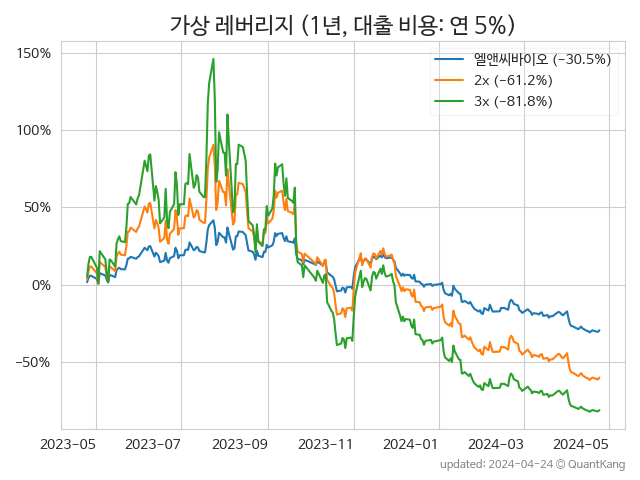 가상 레버리지 (1년, 대출 비용: 연 5%)
엘앤씨바이오 (-30.5%)
2x (-61.2%)
3x (-81.8%)
150%
100%
50%
0%
−50%
2023-05 2023-07 2023-09 2023-11 2024-01 2024-03 2024-05
updated: 2024-04-24 © QuantKang